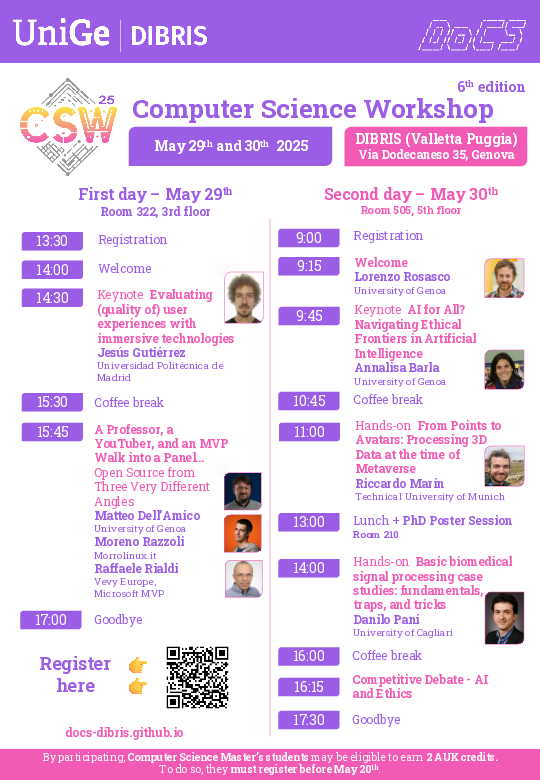 UniGe | DIBRIS
DOCS
6th edition
25
CSW
Computer Science Workshop
May 29th and 30th 2025
DIBRIS (Valletta Puggia)
Via Dodecaneso 35, Genova
First day – May 29th
Room 322, 3rd floor
13:30 Registration
14:00 Welcome
14:30 Keynote Evaluating
(quality of) user
experiences with
immersive technologies
Jesús Gutiérrez
Universidad Politécnica de
Madrid
15:30 Coffee break
15:45 A Professor, a
YouTuber, and an MVP
Walk into a Panel...
Open Source from
Three Very Different
Angles
Matteo Dell'Amico
University of Genoa
Moreno Razzoli
Morrolinux.it
Raffaele Rialdi
Vevy Europe,
Microsoft MVP
17:00 Goodbye
Register
here
docs-dibris.github.io
Second day – May 30th
Room 505, 5th floor
9:00 Registration
9:15 Welcome
Lorenzo Rosasco
University of Genoa
9:45 Keynote AI for All?
Navigating Ethical
Frontiers in Artificial
Intelligence
Annalisa Barla
University of Genoa
10:45 Coffee break
11:00 Hands-on From Points to
Avatars: Processing 3D
Data at the time of
Metaverse
Riccardo Marin
Technical University of Munich
13:00 Lunch + PhD Poster Session
Room 210
14:00 Hands-on Basic biomedical
signal processing case
studies: fundamentals,
traps, and tricks
Danilo Pani
University of Cagliari
16:00 Coffee break
16:15 Competitive Debate - AI
and Ethics
17:30 Goodbye
By participating, Computer Science Master's students may be eligible to earn 2 AUK credits.
To do so, they must register before May 20th.